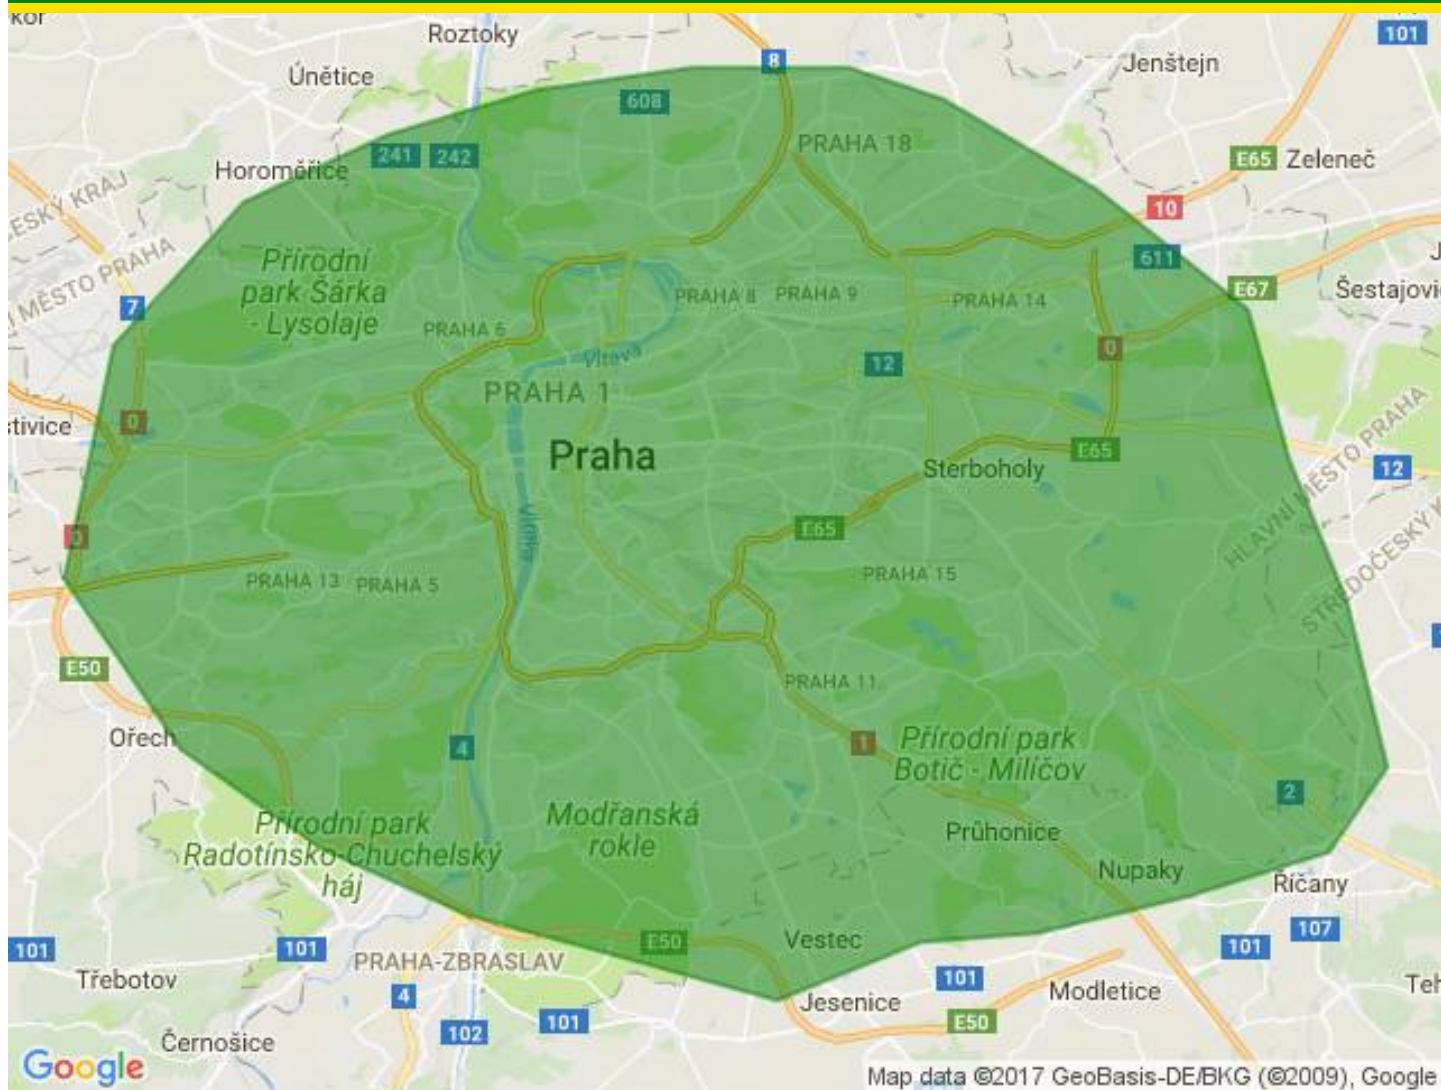 Roztoky
101
Únětice
8
Jenštejn
608
PRAHA 18
241
242
E65
Zeleneč
Horoměřice
10
ESKÝ KRAJ
MĚSTO PRAHA
Přírodní
park Šárka
- Lysolaje
611
7
E67
Šestajovi
PRAHA 8
PRAHA 9
PRAHA 14
PRAHA 6
0
Vltava
12
PRAHA 1
0
tivice
Praha
E65
Sterboholy
12
HLAVNÍ MĚSTO PRAHA
0
Vltava
E65
STŘEDOČESKÝ K
PRAHA 13
PRAHA 5
PRAHA 15
E50
PRAHA 11
Ořech
4
1
Přírodní park
Botič - Milíčov
2
Přírodní park
Radotínsko-Chuchelský
háj
Modřanská
rokle
Průhonice
Nupaky
Říčany
101
101
E50
Vestec
101
107
PRAHA-ZBRASLAV
Třebotov
4
101
Modletice
Teh
Jesenice
Černošice
102
101
E50
Google
Map data ©2017 GeoBasis-DE/BKG (©2009), Google